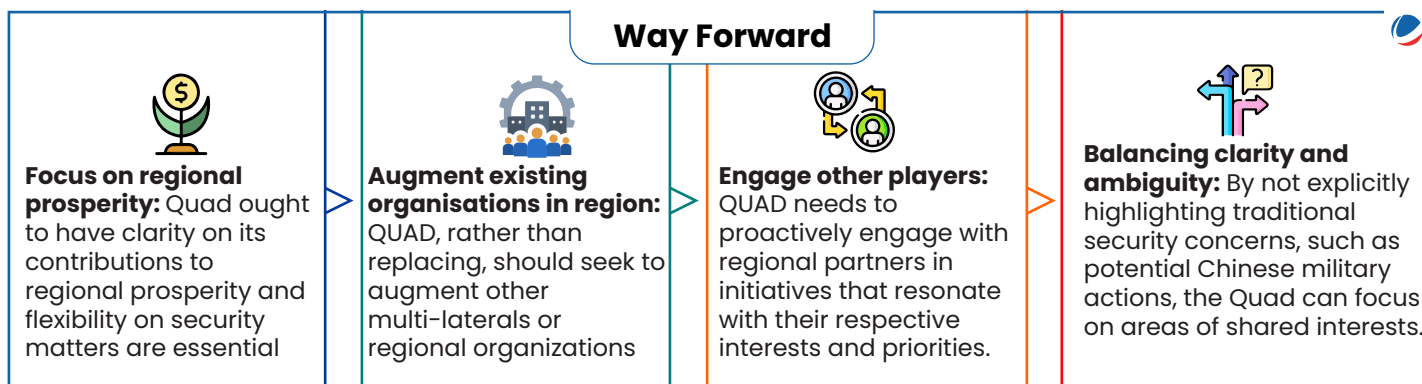 Way Forward
Focus on regional
prosperity: Quad ought
to have clarity on its
contributions to
regional prosperity and
flexibility on security
matters are essential
Augment existing
organisations in region:
QUAD, rather than
replacing, should seek to
augment other
multi-laterals or
regional organizations
Engage other players:
QUAD needs to
proactively engage with
regional partners in
initiatives that resonate
with their respective
interests and priorities.
Balancing clarity and
ambiguity: By not explicitly
highlighting traditional
security concerns, such as
potential Chinese military
actions, the Quad can focus
on areas of shared interests.